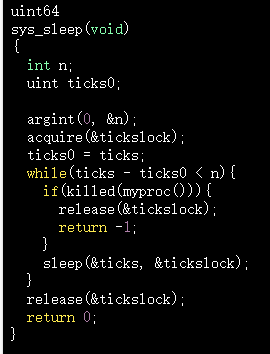 uint64
sys_sleep(void)
{
  int n;
  uint ticks0;

  argint(0, &n);
  acquire(&tickslock);
  ticks0 = ticks;
  while(ticks - ticks0 < n){
    if(killed(myproc())){
      release(&tickslock);
      return -1;
    }
    sleep(&ticks, &tickslock);
  }
  release(&tickslock);
  return 0;
}